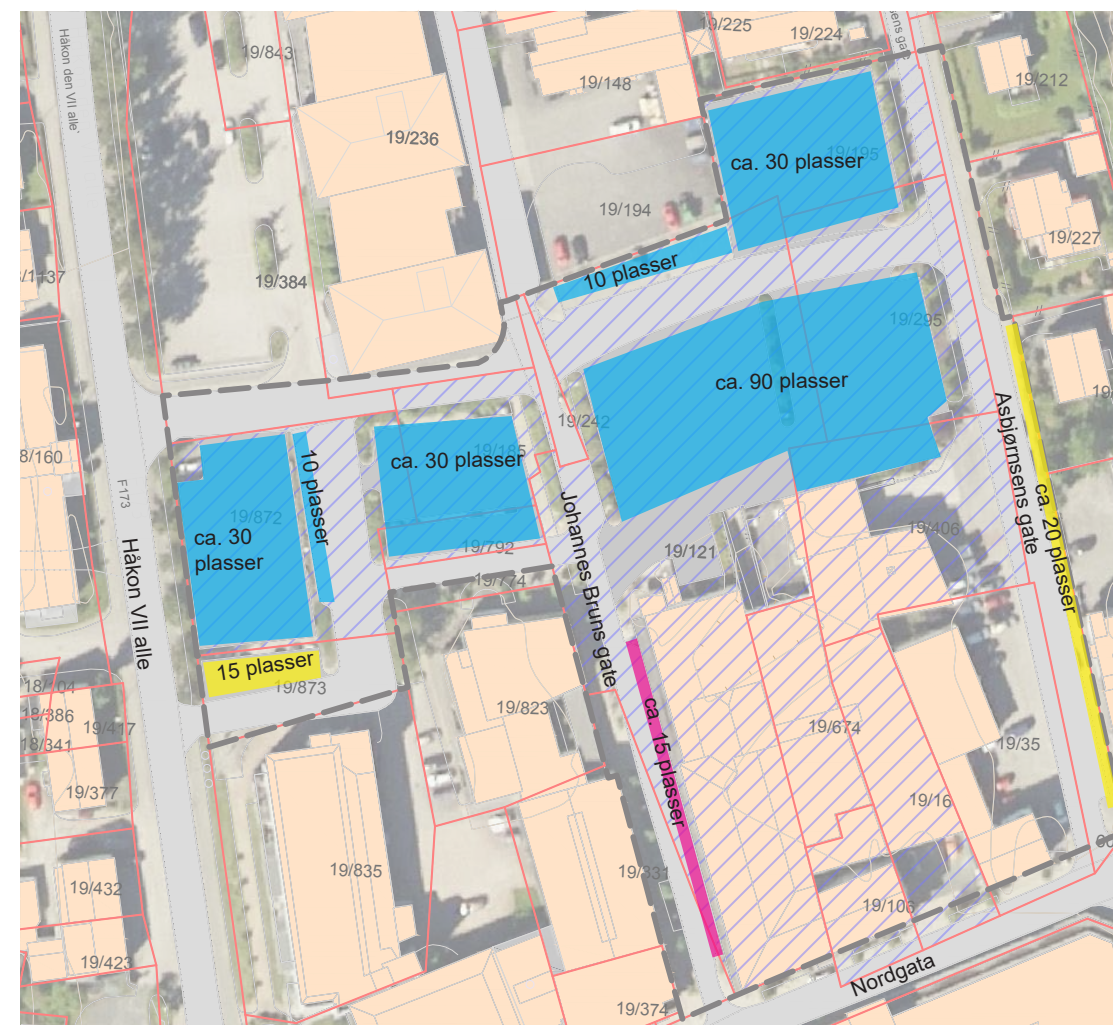 19/225
19/224
19/843
Håkon den VII alle
19/212
19/148
19/236
ca. 30 plasser
19/195
19/194
19/227
10 plasser
19/384
19/295
ca. 90 plasser
19/242
19/185
ca. 30 plasser
10 plasser
F173
19/872
ca. 30
plasser
Håkon VII alle
19/792
19/774
19/121
19/406
Johannes Bruns gate
Asbjørnsens gate
ca. 20 plasser
15 plasser
19/873
18/104
18/386
19/417
18/341
19/377
19/823
ca. 15 plasser
19/674
19/35
19/16
19/835
19/331
19/432
19/106
19/423
Nordgata
19/374